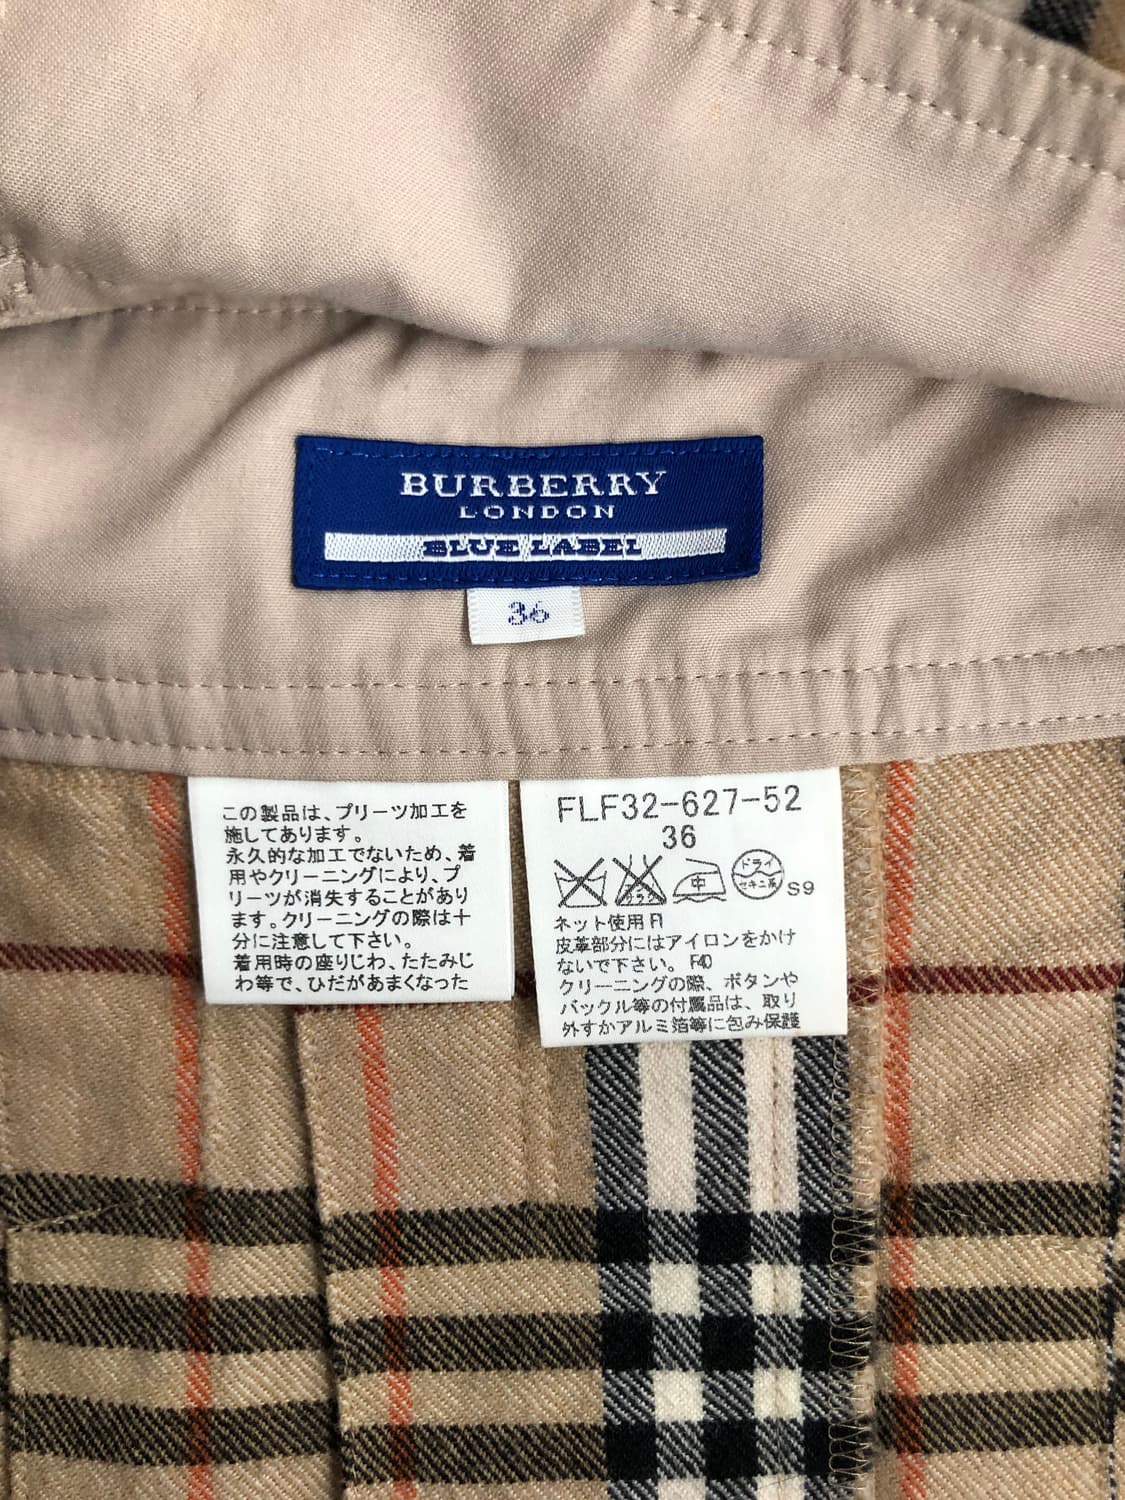 BURBERRY
LONDON
BLUE LABEL
36
この製品は、プリーツ加工を
施してあります。
永久的な加工でないため、着
用やクリーニングにより、プ
リーツが消失することがあり
ます。クリーニングの際は十
分に注意して下さい。
着用時の座りじわ、たたみじ
わ等で、ひだがあまくなった
FLF32-627-52
36
中
ドライ
セキユ系
S9
ネット使用 F1
皮革部分にはアイロンをかけ
ないで下さい。 F40
クリーニングの際、ボタンや
バックル等の付属品は、取り
外すかアルミ箔等に包み保護